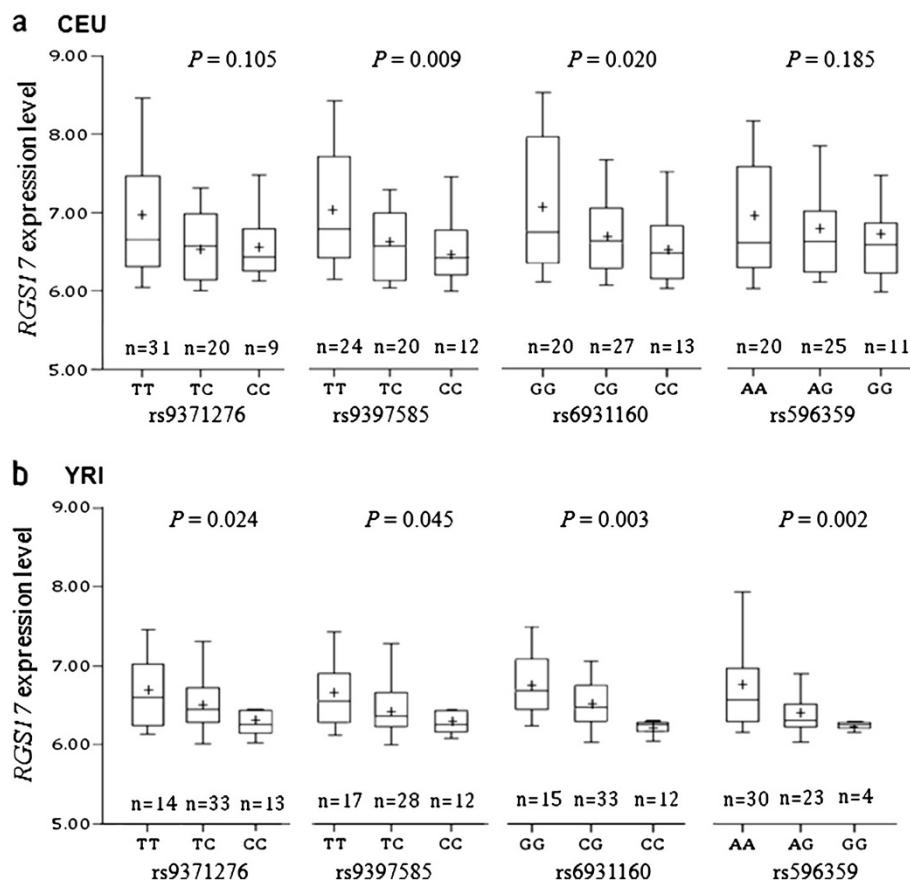 a CEU
P = 0.105 P = 0.009 P = 0.020 P = 0.185
9.00
8.00
7.00
6.00
5.00
RGS17 expression level
n=31 n=20 n=9 n=24 n=20 n=12 n=20 n=27 n=13 n=20 n=25 n=11
TT TC CC TT TC CC GG CG CC AA AG GG
rs9371276 rs9397585 rs6931160 rs596359
b YRI
P = 0.024 P = 0.045 P = 0.003 P = 0.002
9.00
8.00
7.00
6.00
5.00
RGS17 expression level
n=14 n=33 n=13 n=17 n=28 n=12 n=15 n=33 n=12 n=30 n=23 n=4
TT TC CC TT TC CC GG CG CC AA AG GG
rs9371276 rs9397585 rs6931160 rs596359